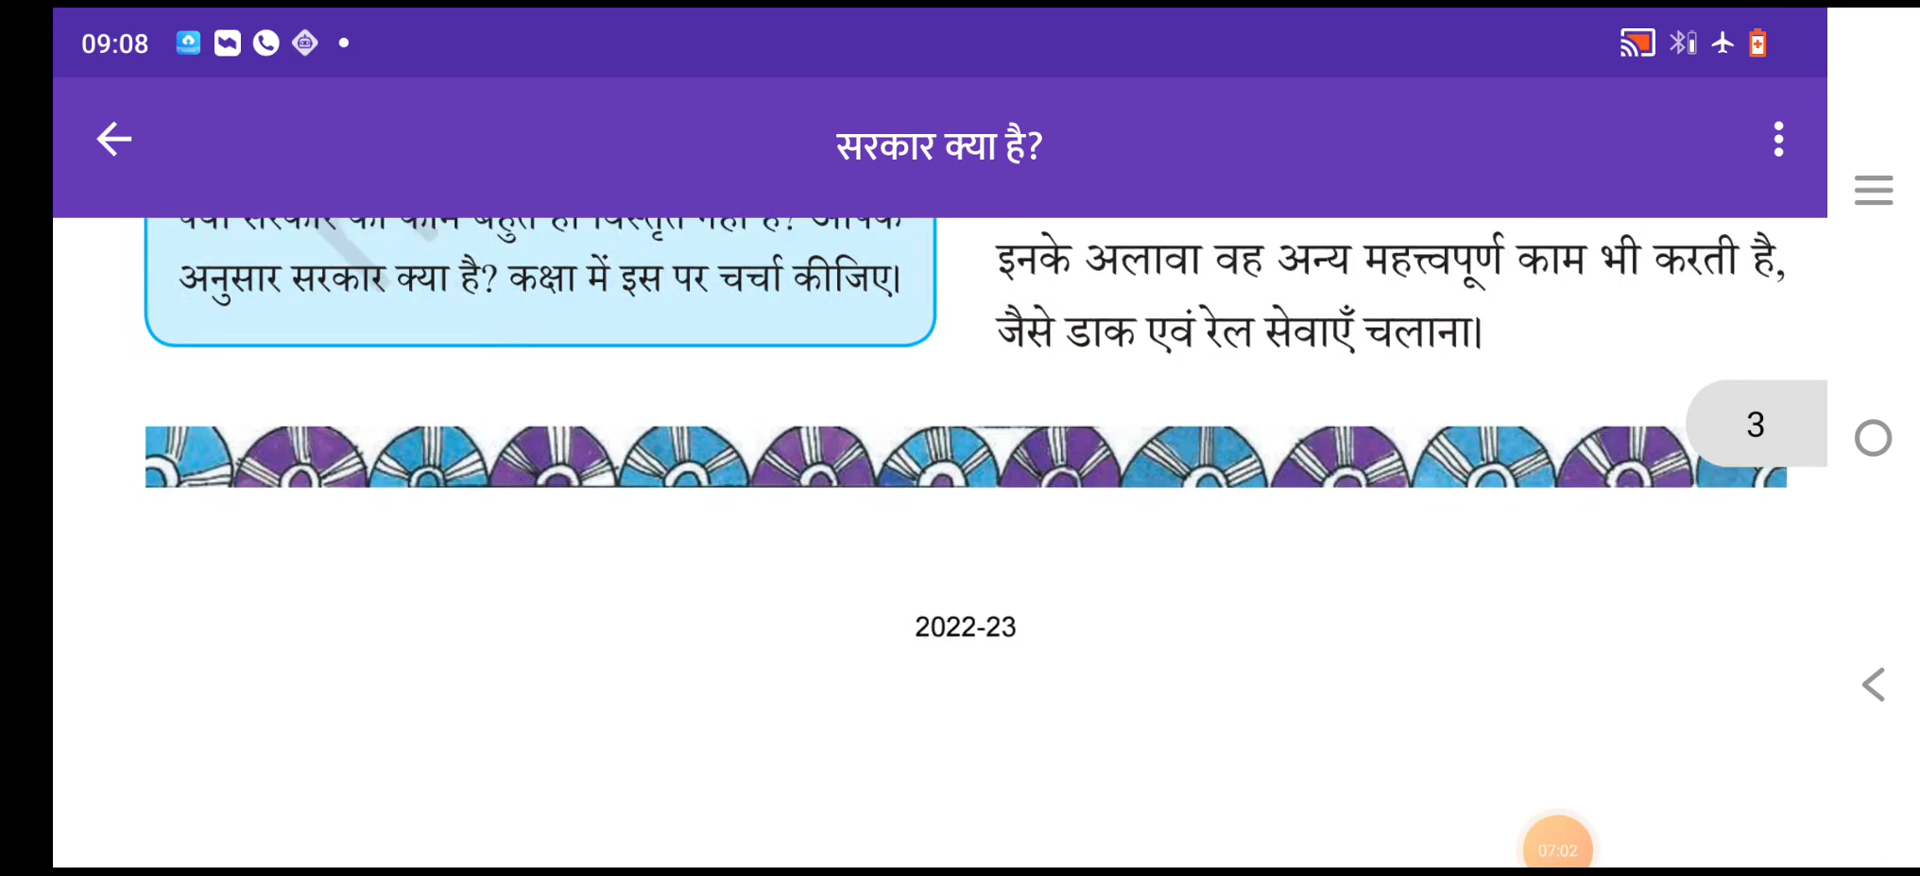 09:08
सरकार क्या है?
अनुसार सरकार क्या है? कक्षा में इस पर चर्चा कीजिए।
इनके अलावा वह अन्य महत्त्वपूर्ण काम भी करती है,
जैसे डाक एवं रेल सेवाएँ चलाना।
3
2022-23
07:02